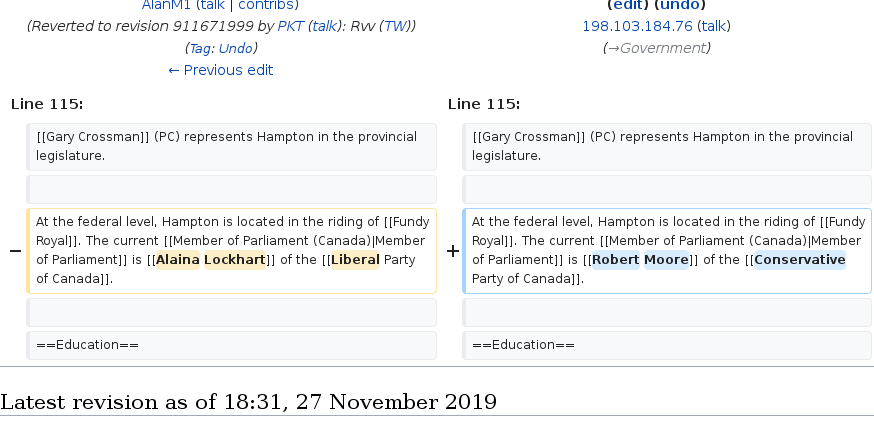 AlanM1 (talk | contribs)
(Reverted to revision 911671999 by PKT (talk): Rvv (TW))
(Tag: Undo)
← Previous edit
(edit) (undo)
198.103.184.76 (talk)
(→Government)
Line 115:
Line 115:
[[Gary Crossman]] (PC) represents Hampton in the provincial
legislature.
[[Gary Crossman]] (PC) represents Hampton in the provincial
legislature.
−
At the federal level, Hampton is located in the riding of [[Fundy
Royal]]. The current [[Member of Parliament (Canada)|Member
of Parliament]] is [[Alaina Lockhart]] of the [[Liberal Party
of Canada]].
+
At the federal level, Hampton is located in the riding of [[Fundy
Royal]]. The current [[Member of Parliament (Canada)|Member
of Parliament]] is [[Robert Moore]] of the [[Conservative
Party of Canada]].
==Education==
==Education==
Latest revision as of 18:31, 27 November 2019